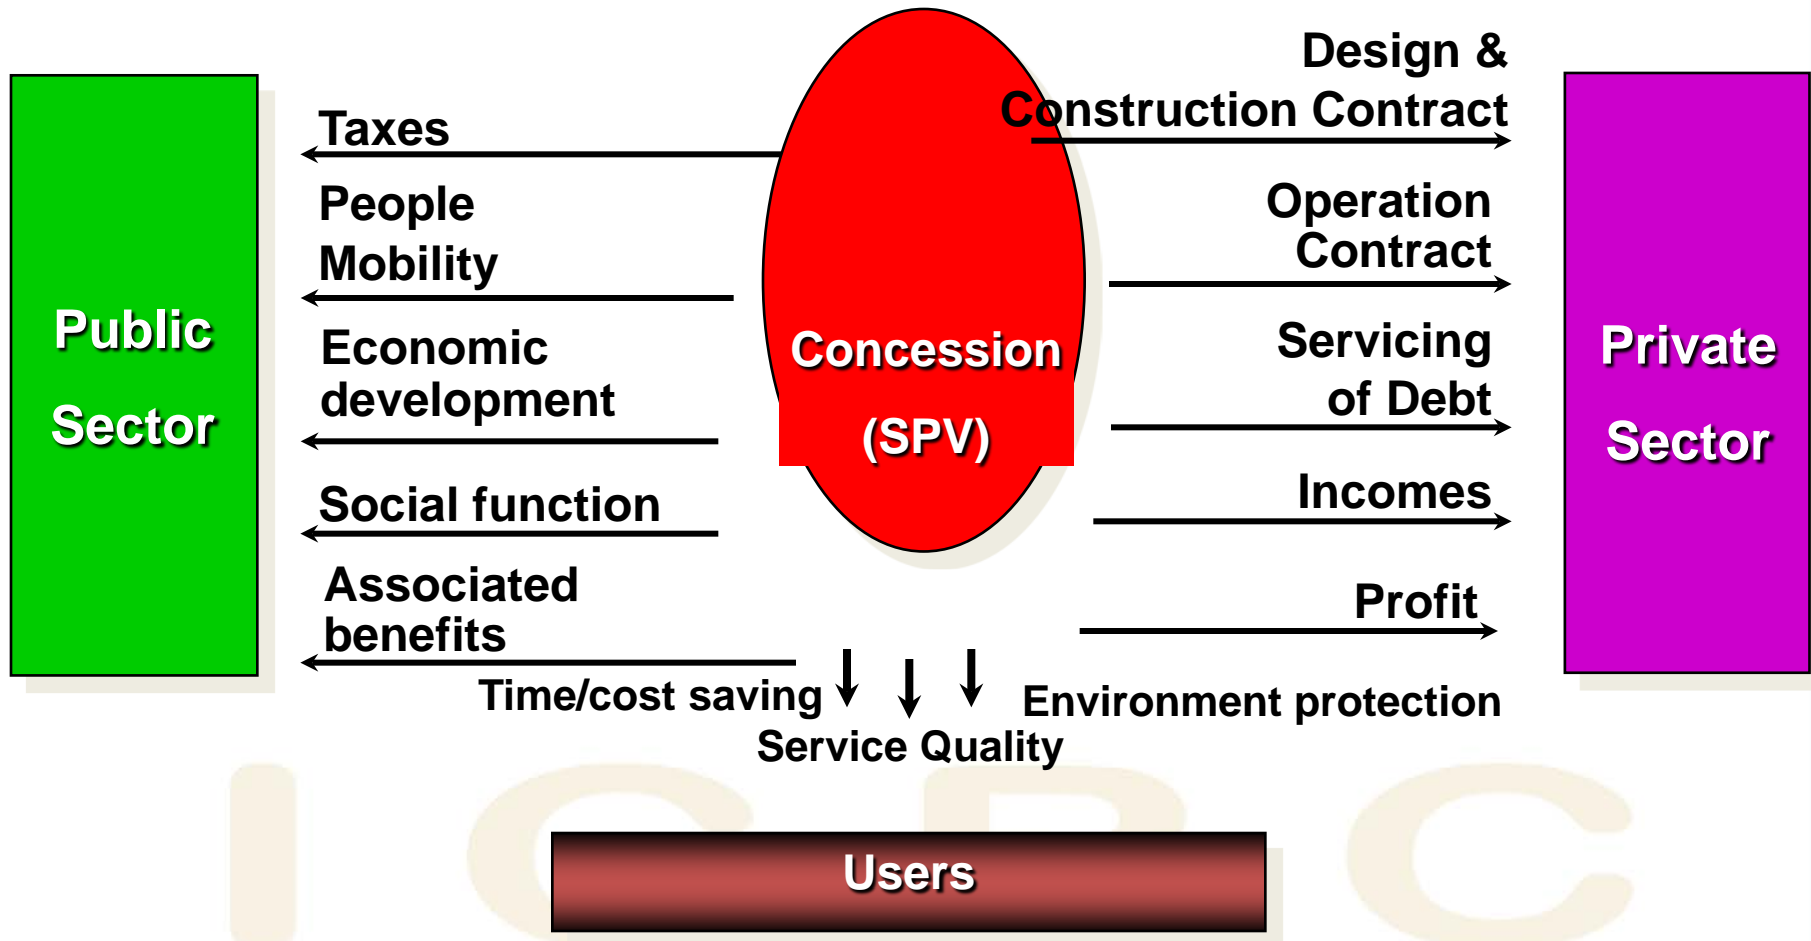 Public
Sector
Taxes
People
Mobility
Economic
development
Social function
Associated
benefits
Concession
(SPV)
Design &
Construction Contract
Operation
Contract
Servicing
of Debt
Incomes
Profit
Private
Sector
Time/cost saving
Service Quality
Environment protection
Users